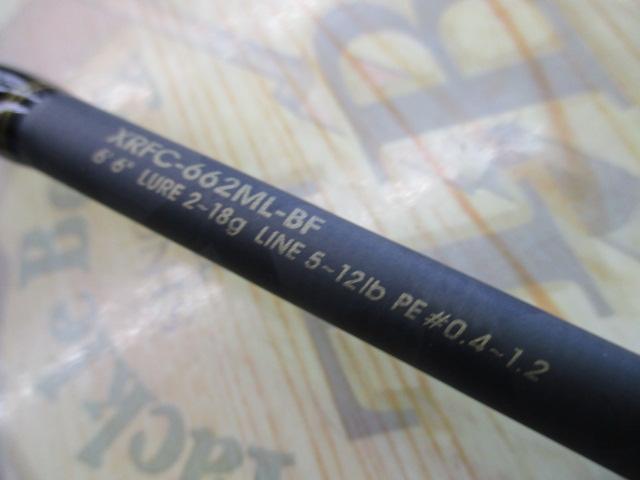 XRFC-662ML-BF
6'6" LURE 2~18g LINE 5~12lb PE #0.4~1.2